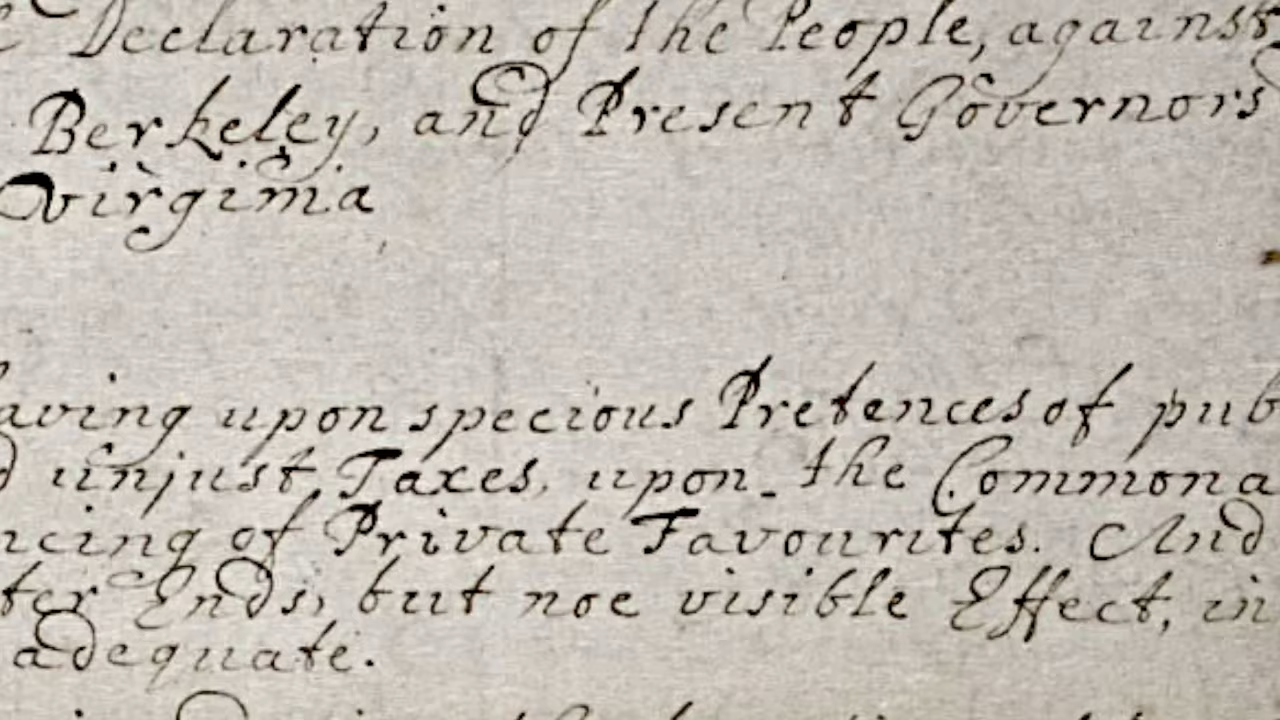 Declaration of the People, against
Berkeley, and Present Governors
Virginia
aving upon specious Pretences of pub
d unjust Taxes, upon the Commona
ncing of Private Favourites. And
ter Ends, but noe visible Effect, in
adequate.